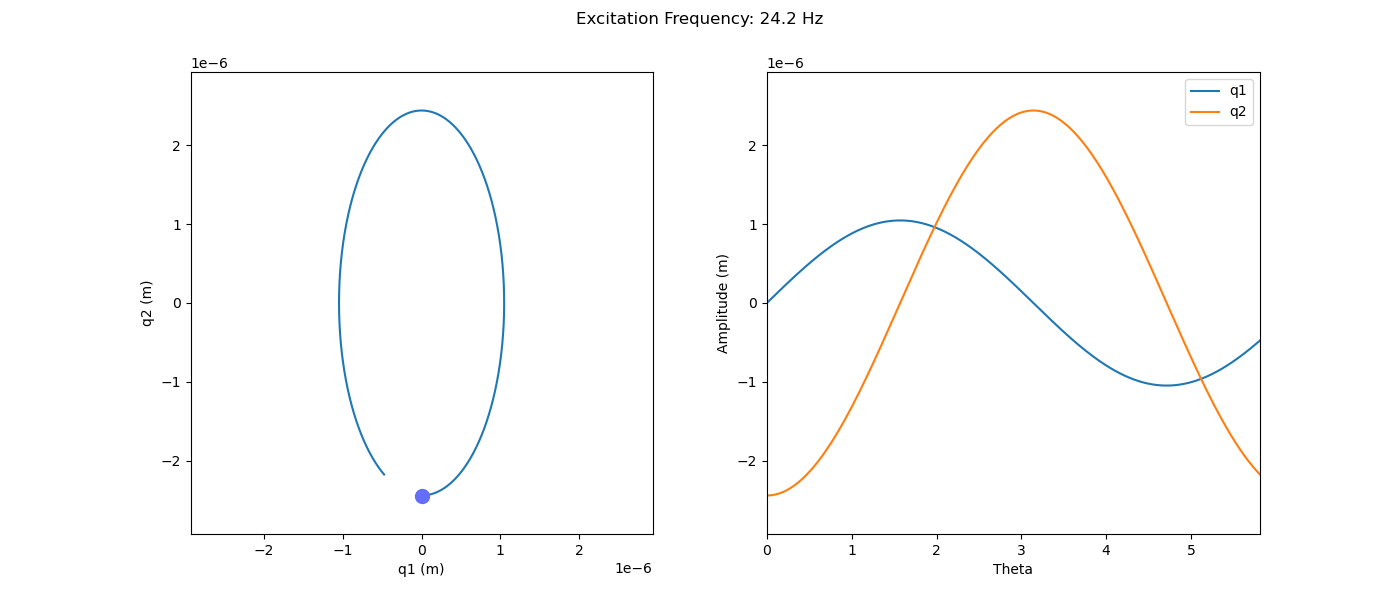 Excitation Frequency: 24.2 Hz
1e−6
2
1
0
−1
−2
q2 (m)
−2 −1 0 1 2
q1 (m)
1e−6
1e−6
q1
q2
2
1
0
−1
−2
Amplitude (m)
0 1 2 3 4 5
Theta